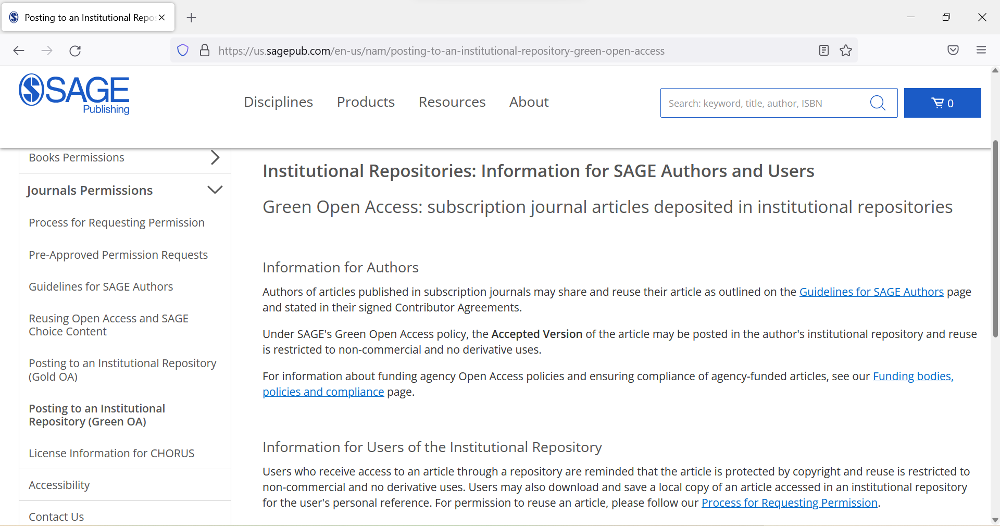 Posting to an Institutional Repo
https://us.sagepub.com/en-us/nam/posting-to-an-institutional-repository-green-open-access
SAGE
Publishing
Disciplines
Products
Resources
About
Search: keyword, title, author, ISBN
0
Books Permissions
Journals Permissions
Process for Requesting Permission
Pre-Approved Permission Requests
Guidelines for SAGE Authors
Reusing Open Access and SAGE
Choice Content
Posting to an Institutional Repository
(Gold OA)
Posting to an Institutional
Repository (Green OA)
License Information for CHORUS
Accessibility
Contact Us
Institutional Repositories: Information for SAGE Authors and Users
Green Open Access: subscription journal articles deposited in institutional repositories
Information for Authors
Authors of articles published in subscription journals may share and reuse their article as outlined on the Guidelines for SAGE Authors page
and stated in their signed Contributor Agreements.
Under SAGE's Green Open Access policy, the Accepted Version of the article may be posted in the author's institutional repository and reuse
is restricted to non-commercial and no derivative uses.
For information about funding agency Open Access policies and ensuring compliance of agency-funded articles, see our Funding bodies,
policies and compliance page.
Information for Users of the Institutional Repository
Users who receive access to an article through a repository are reminded that the article is protected by copyright and reuse is restricted to
non-commercial and no derivative uses. Users may also download and save a local copy of an article accessed in an institutional repository
for the user's personal reference. For permission to reuse an article, please follow our Process for Requesting Permission.